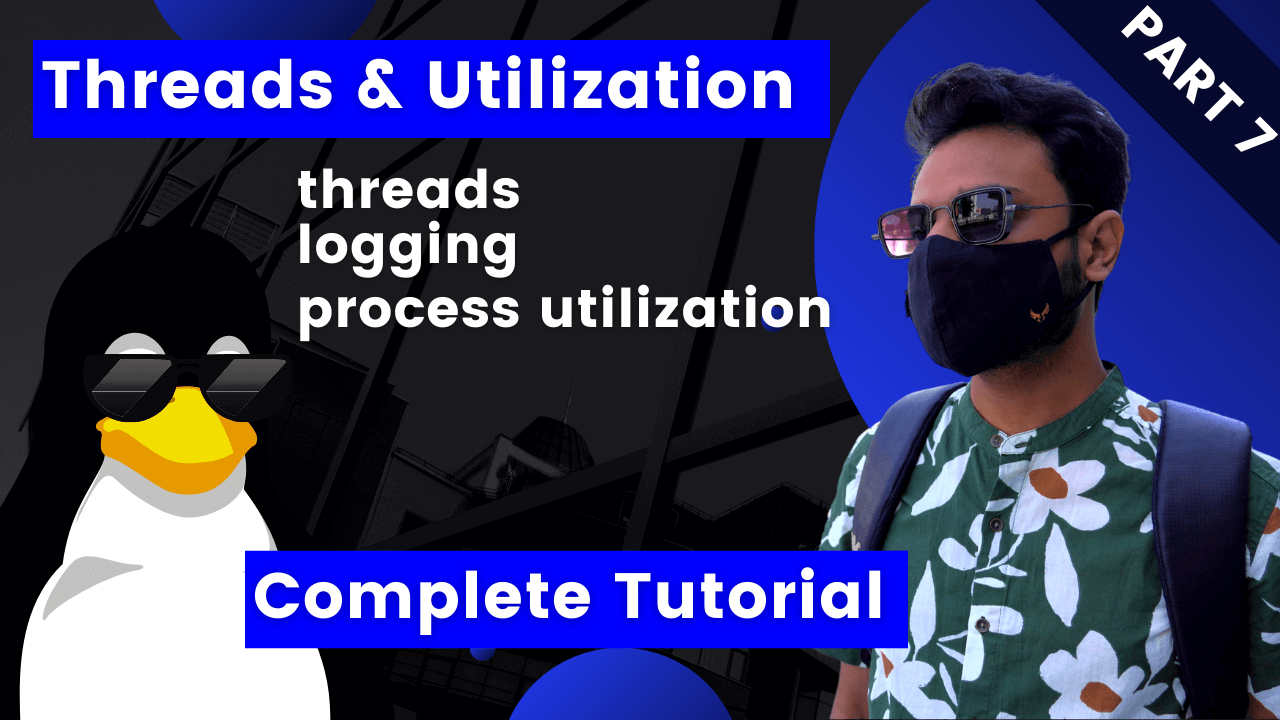 Threads & Utilization
PART 7
threads
logging
process utilization
Complete Tutorial